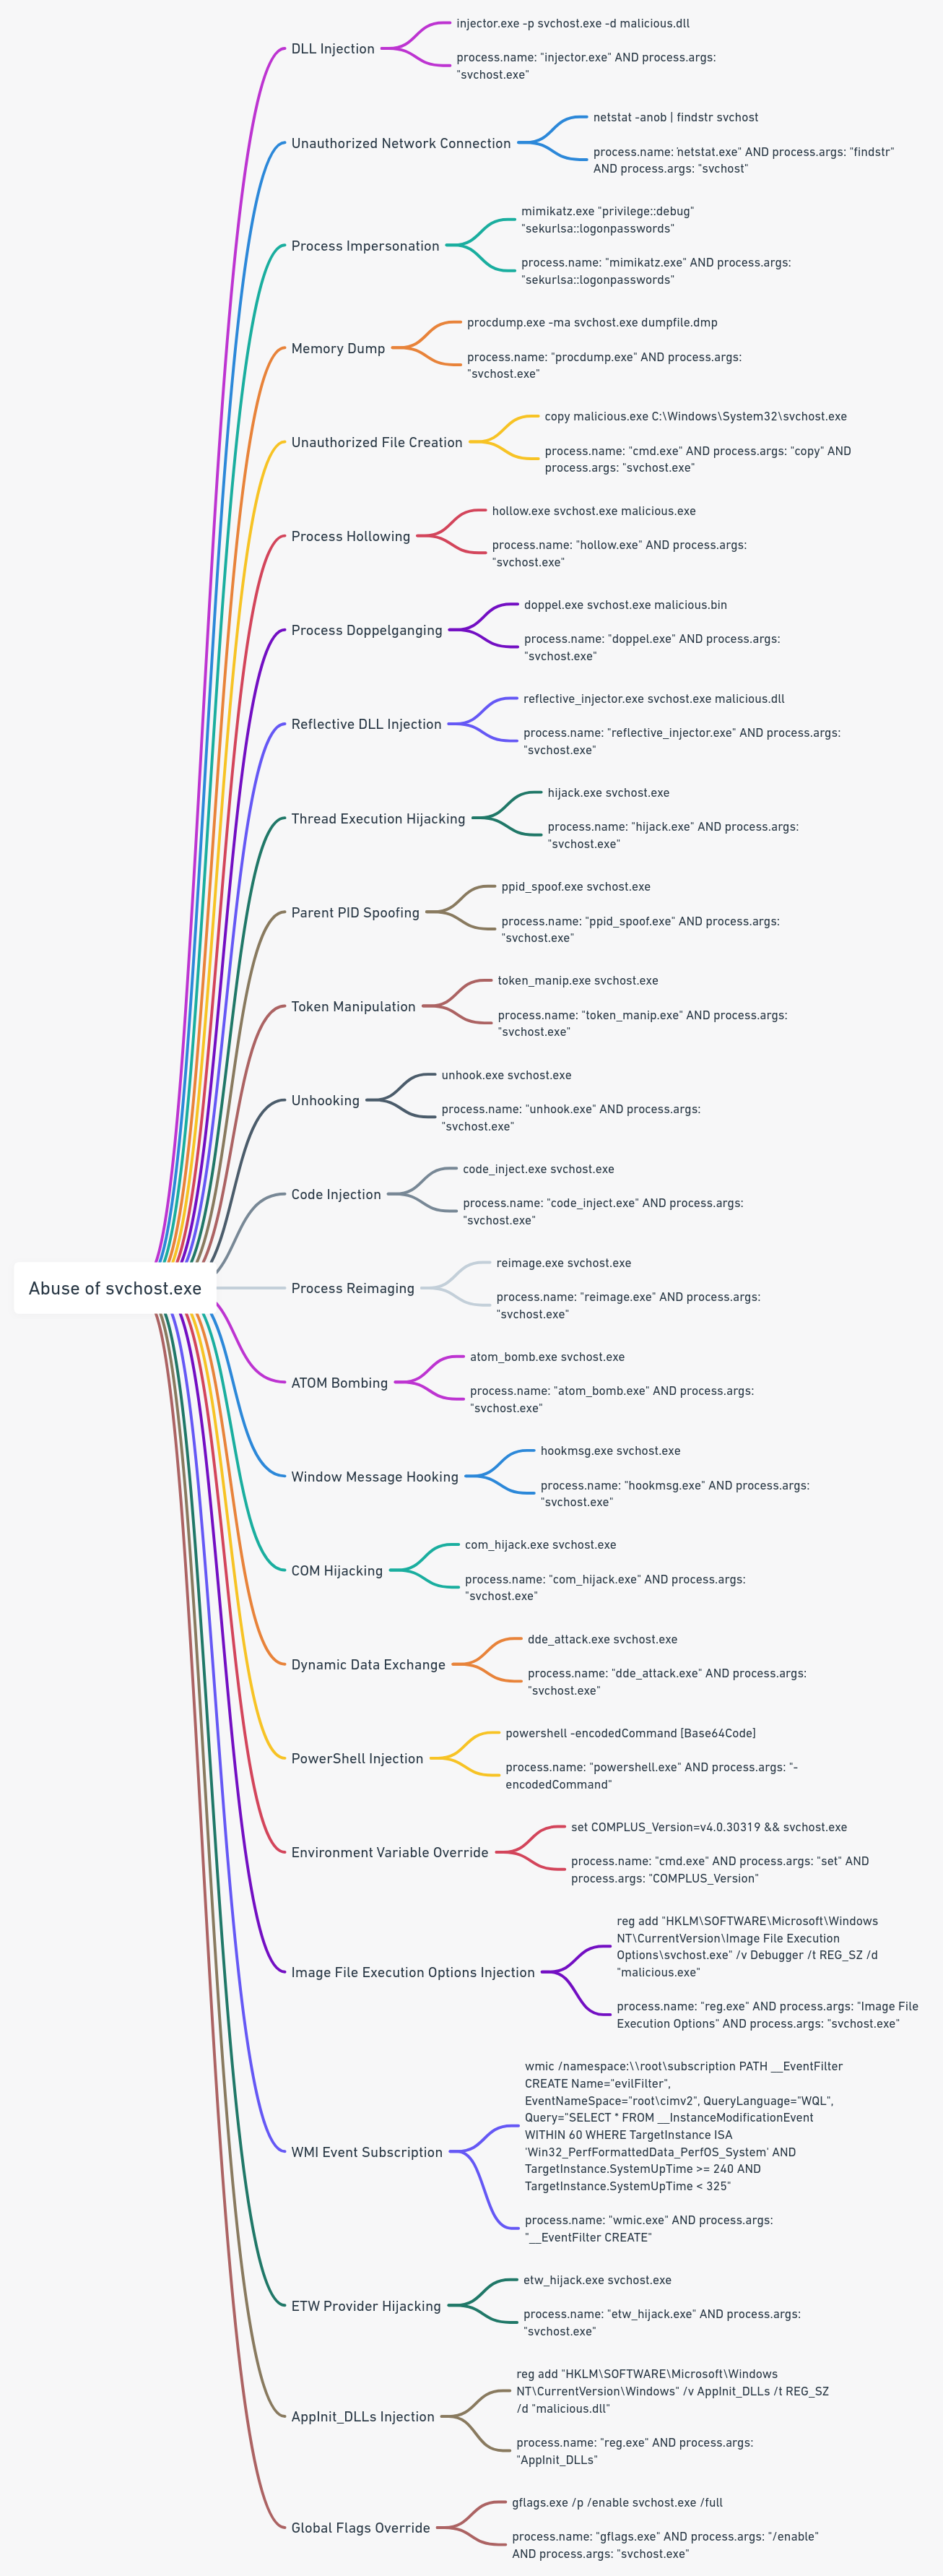 DLL Injection
injector.exe -p svchost.exe -d malicious.dll
process.name: "injector.exe" AND process.args:
"svchost.exe"
Unauthorized Network Connection
netstat -anob | findstr svchost
process.name: "netstat.exe" AND process.args: "findstr"
AND process.args: "svchost"
Process Impersonation
mimikatz.exe "privilege::debug"
"sekurlsa::logonpasswords"
process.name: "mimikatz.exe" AND process.args:
"sekurlsa::logonpasswords"
Memory Dump
procdump.exe -ma svchost.exe dumpfile.dmp
process.name: "procdump.exe" AND process.args:
"svchost.exe"
Unauthorized File Creation
copy malicious.exe C:\Windows\System32\svchost.exe
process.name: "cmd.exe" AND process.args: "copy" AND
process.args: "svchost.exe"
Process Hollowing
hollow.exe svchost.exe malicious.exe
process.name: "hollow.exe" AND process.args:
"svchost.exe"
Process Doppelganging
doppel.exe svchost.exe malicious.bin
process.name: "doppel.exe" AND process.args:
"svchost.exe"
Reflective DLL Injection
reflective_injector.exe svchost.exe malicious.dll
process.name: "reflective_injector.exe" AND process.args:
"svchost.exe"
Thread Execution Hijacking
hijack.exe svchost.exe
process.name: "hijack.exe" AND process.args:
"svchost.exe"
Parent PID Spoofing
ppid_spoof.exe svchost.exe
process.name: "ppid_spoof.exe" AND process.args:
"svchost.exe"
Token Manipulation
token_manip.exe svchost.exe
process.name: "token_manip.exe" AND process.args:
"svchost.exe"
Unhooking
unhook.exe svchost.exe
process.name: "unhook.exe" AND process.args:
"svchost.exe"
Code Injection
code_inject.exe svchost.exe
process.name: "code_inject.exe" AND process.args:
"svchost.exe"
Abuse of svchost.exe
Process Reimaging
reimage.exe svchost.exe
process.name: "reimage.exe" AND process.args:
"svchost.exe"
ATOM Bombing
atom_bomb.exe svchost.exe
process.name: "atom_bomb.exe" AND process.args:
"svchost.exe"
Window Message Hooking
hookmsg.exe svchost.exe
process.name: "hookmsg.exe" AND process.args:
"svchost.exe"
COM Hijacking
com_hijack.exe svchost.exe
process.name: "com_hijack.exe" AND process.args:
"svchost.exe"
Dynamic Data Exchange
dde_attack.exe svchost.exe
process.name: "dde_attack.exe" AND process.args:
"svchost.exe"
PowerShell Injection
powershell -encodedCommand [Base64Code]
process.name: "powershell.exe" AND process.args: "-
encodedCommand"
Environment Variable Override
set COMPLUS_Version=v4.0.30319 && svchost.exe
process.name: "cmd.exe" AND process.args: "set" AND
process.args: "COMPLUS_Version"
Image File Execution Options Injection
reg add "HKLM\SOFTWARE\Microsoft\Windows
NT\CurrentVersion\Image File Execution
Options\svchost.exe" /v Debugger /t REG_SZ /d
"malicious.exe"
process.name: "reg.exe" AND process.args: "Image File
Execution Options" AND process.args: "svchost.exe"
WMI Event Subscription
wmic /namespace:\\root\subscription PATH __EventFilter
CREATE Name="evilFilter",
EventNameSpace="root\cimv2", QueryLanguage="WQL",
Query="SELECT * FROM __InstanceModificationEvent
WITHIN 60 WHERE TargetInstance ISA
'Win32_PerfFormattedData_PerfOS_System' AND
TargetInstance.SystemUpTime >= 240 AND
TargetInstance.SystemUpTime < 325"
process.name: "wmic.exe" AND process.args:
"__EventFilter CREATE"
ETW Provider Hijacking
etw_hijack.exe svchost.exe
process.name: "etw_hijack.exe" AND process.args:
"svchost.exe"
AppInit_DLLs Injection
reg add "HKLM\SOFTWARE\Microsoft\Windows
NT\CurrentVersion\Windows" /v AppInit_DLLs /t REG_SZ
/d "malicious.dll"
process.name: "reg.exe" AND process.args:
"AppInit_DLLs"
Global Flags Override
gflags.exe /p /enable svchost.exe /full
process.name: "gflags.exe" AND process.args: "/enable"
AND process.args: "svchost.exe"